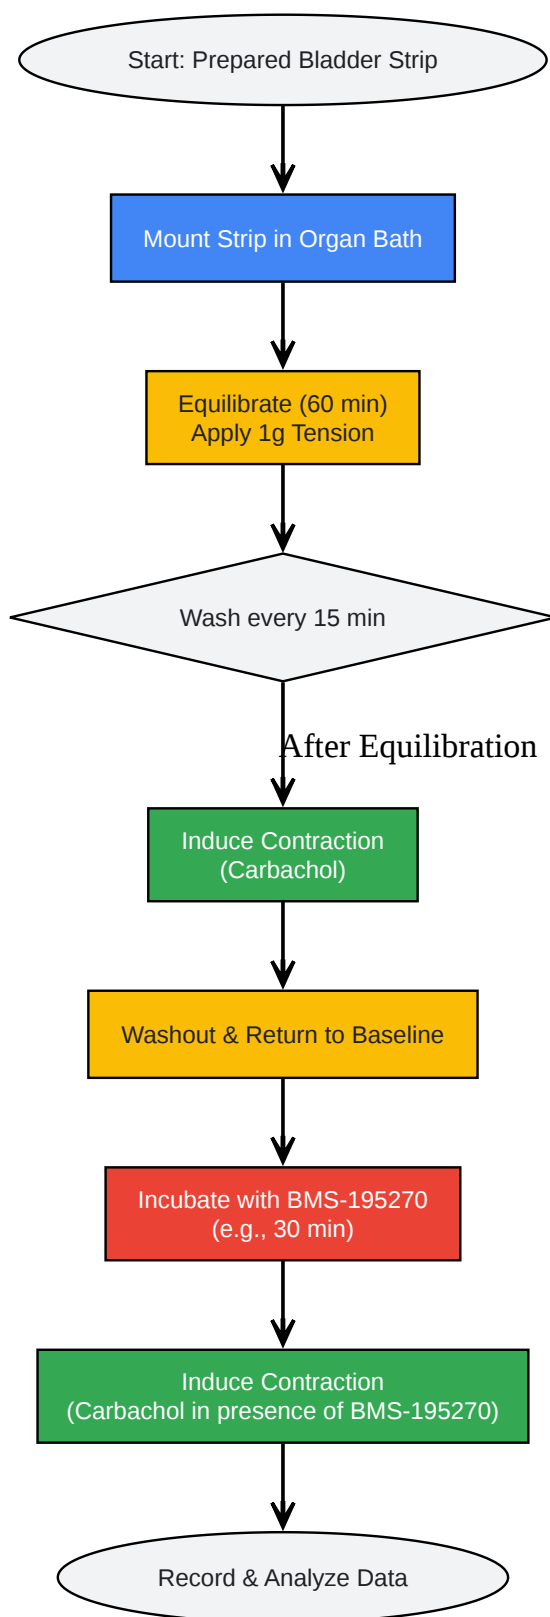 Start: Prepared Bladder Strip
Mount Strip in Organ Bath
Equilibrate (60 min)
Apply 1g Tension
Wash every 15 min
After Equilibration
Induce Contraction
(Carbachol)
Washout & Return to Baseline
Incubate with BMS-195270
(e.g., 30 min)
Induce Contraction
(Carbachol in presence of BMS-195270)
Record & Analyze Data